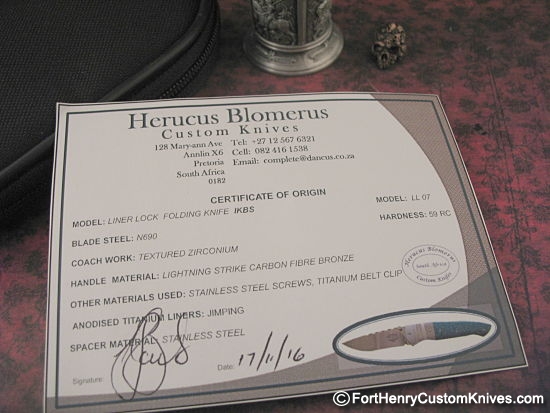 Herucus Blomerus
Custom Knives
128 Mary-ann Ave Tel: +27 12 567 6321
Annlin X6 Cell: 082 416 1538
Pretoria Email: complete@dancus.co.za
South Africa
0182
CERTIFICATE OF ORIGIN
MODEL: LINER LOCK FOLDING KNIFE IKBS MODEL: LL 07
BLADE STEEL: N690 HARDNESS: 59 RC
COACH WORK: TEXTURED ZIRCONIUM
HANDLE MATERIAL: LIGHTNING STRIKE CARBON FIBRE BRONZE
OTHER MATERIALS USED: STAINLESS STEEL SCREWS, TITANIUM BELT CLIP
ANODISED TITANIUM LINERS: JIMPING
SPACER MATERIAL: STAINLESS STEEL
Herucus Blomerus
South Africa
Custom Knives
Signature: Date: 17/11/16
© FortHenryCustomKnives.com